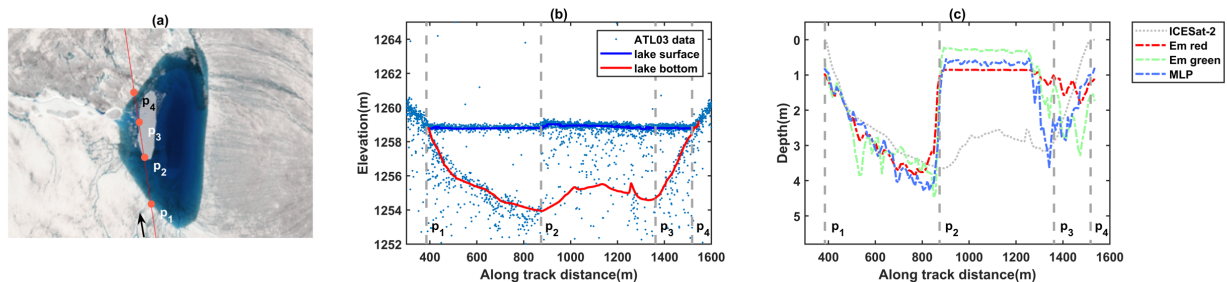 (a)
p4
p3
p2
p1
(b)
1264
1262
1260
1258
1256
1254
1252
Elevation(m)
ATL03 data
lake surface
lake bottom
p1
p2
p3
p4
400 600 800 1000 1200 1400 1600
Along track distance(m)
(c)
0
1
2
3
4
5
Depth(m)
p1
p2
p3
p4
400 600 800 1000 1200 1400 1600
Along track distance(m)
ICESat-2
Em red
Em green
MLP